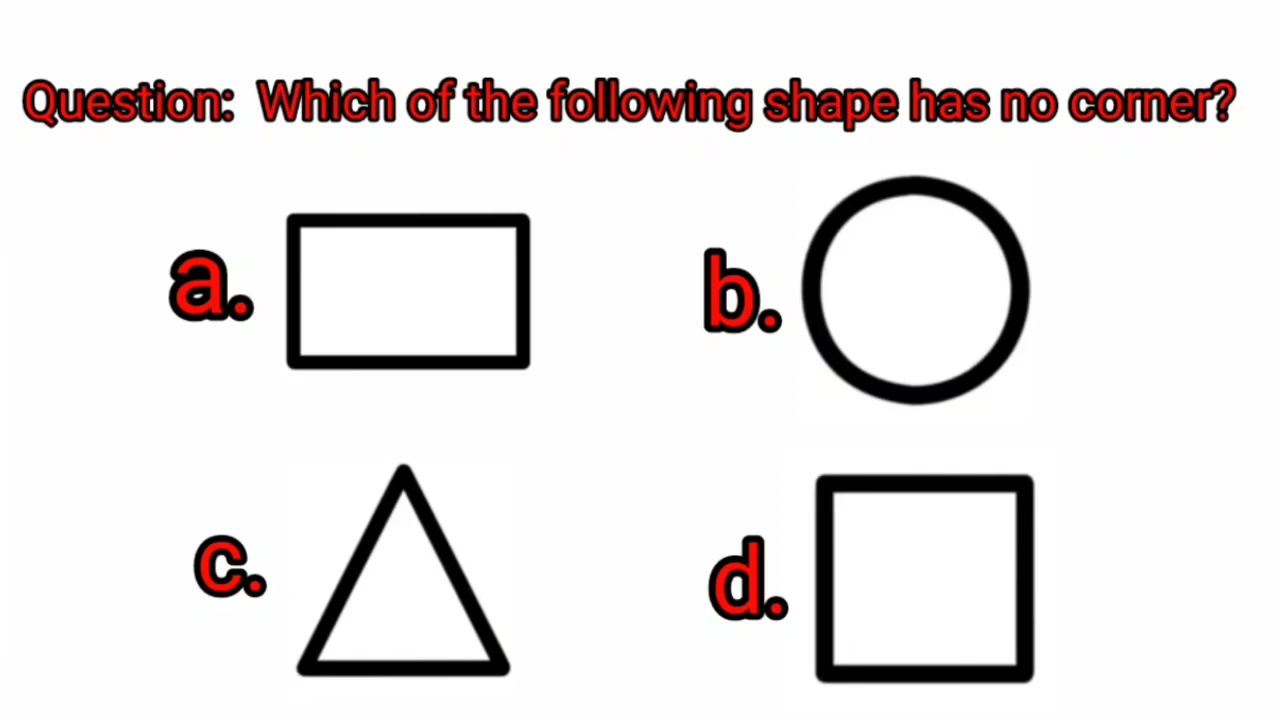 Question: Which of the following shape has no corner?
a.
b.
c.
d.